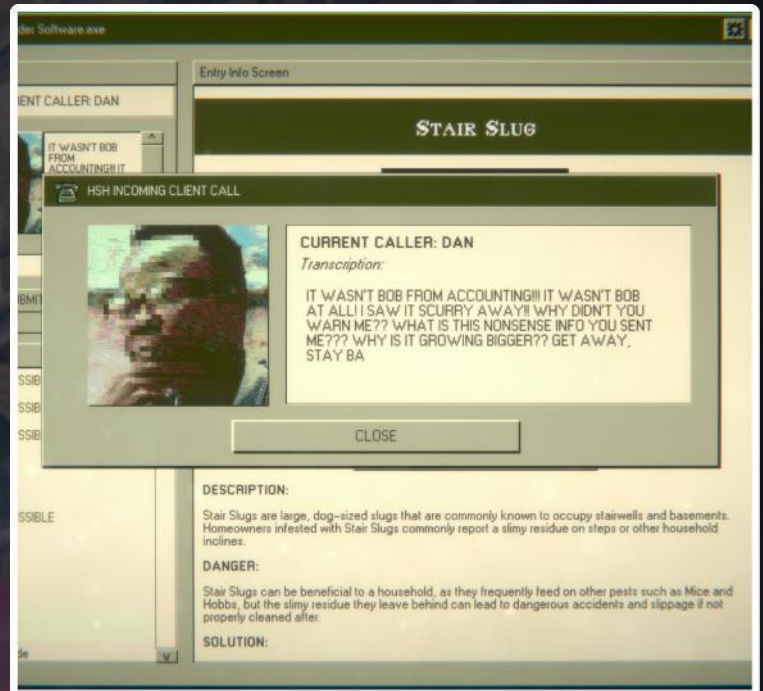 der Software.exe
ENT CALLER: DAN
IT WASN'T BOB
FROM
ACCOUNTING!!! IT
Entry Info Screen
STAIR SLUG
HSH INCOMING CLIENT CALL
CURRENT CALLER: DAN
Transcription:
IT WASN'T BOB FROM ACCOUNTING!!! IT WASN'T BOB
AT ALL! I SAW IT SCURRY AWAY!! WHY DIDN'T YOU
WARN ME?? WHAT IS THIS NONSENSE INFO YOU SENT
ME??? WHY IS IT GROWING BIGGER?? GET AWAY,
STAY BA
CLOSE
BMIT
SSIBLE
SSIB
SSIB
SSIBLE
de
DESCRIPTION:
Stair Slugs are large, dog-sized slugs that are commonly known to occupy stairwells and basements.
Homeowners infested with Stair Slugs commonly report a slimy residue on steps or other household
inclines.
DANGER:
Stair Slugs can be beneficial to a household, as they frequently feed on other pests such as Mice and
Hobbs, but the slimy residue they leave behind can lead to dangerous accidents and slippage if not
properly cleaned after.
SOLUTION: